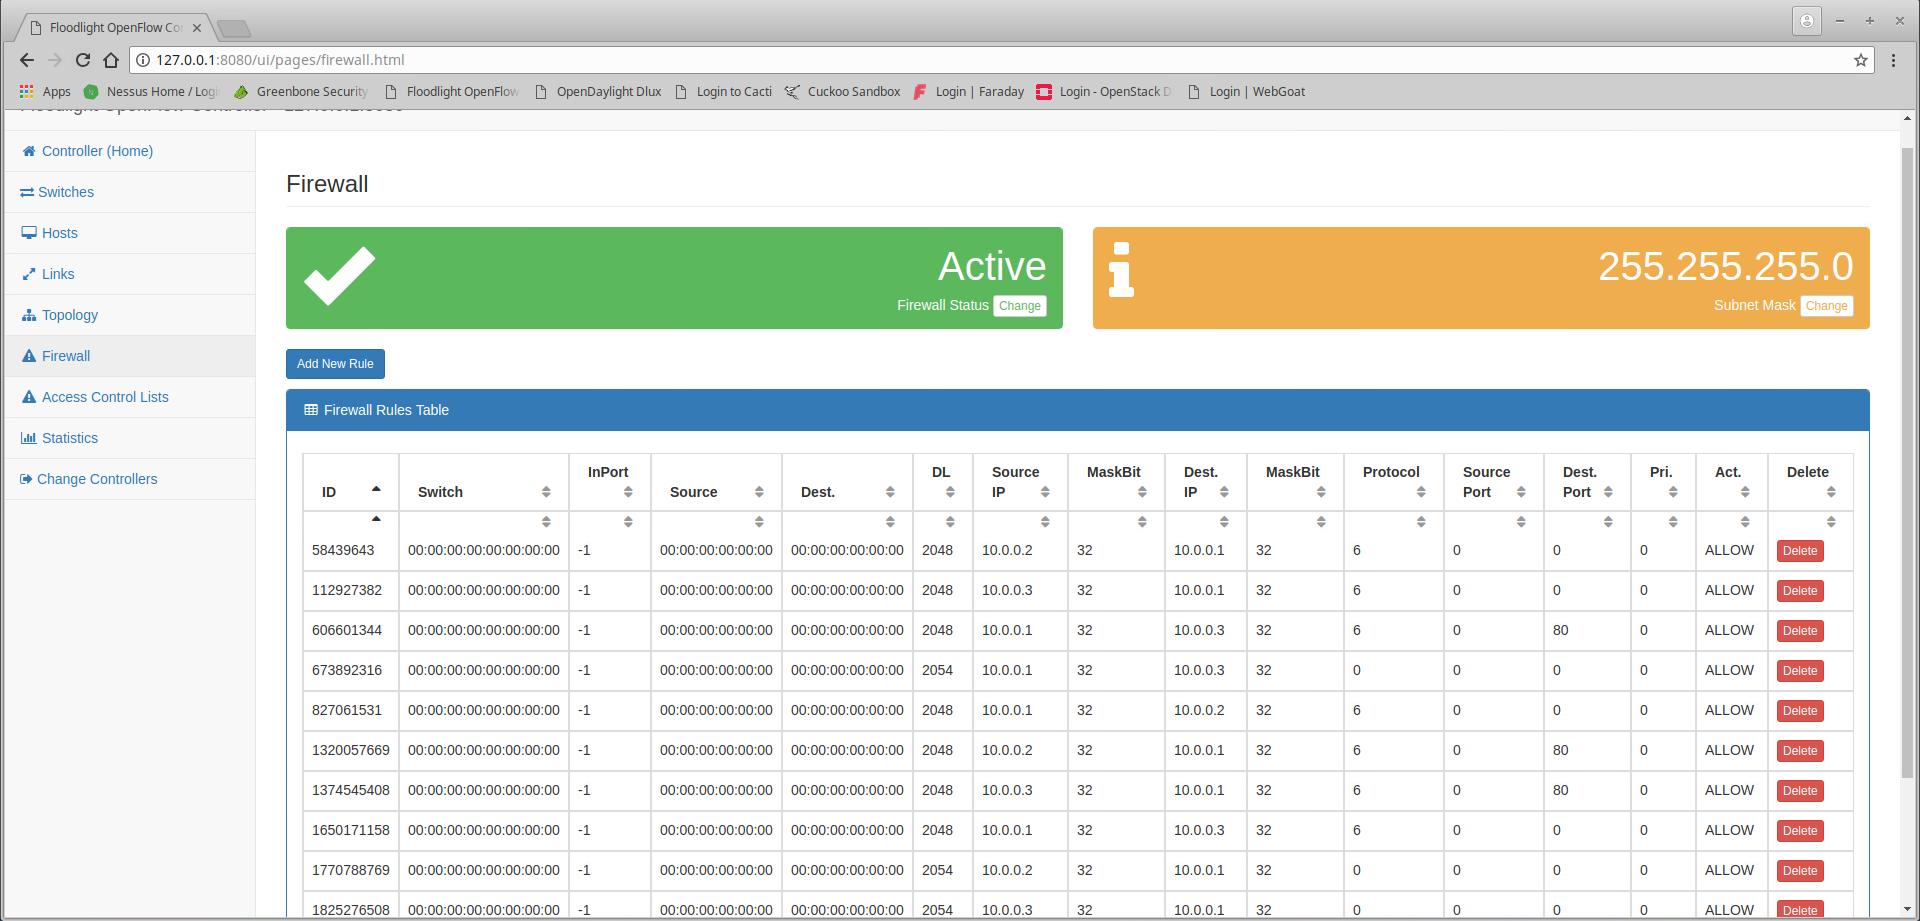 Floodlight OpenFlow Co
127.0.0.1:8080/ui/pages/firewall.html
Apps Nessus Home / Logi Greenbone Security Floodlight OpenFlow OpenDaylight Dlux Login to Cacti Cuckoo Sandbox Login | Faraday Login - OpenStack D Login | WebGoat
Controller (Home)
Switches
Hosts
Links
Topology
Firewall
Access Control Lists
Statistics
Change Controllers
Firewall
Active
Firewall Status Change
255.255.255.0
Subnet Mask Change
Add New Rule
Firewall Rules Table
ID Switch InPort Source Dest. DL Source IP MaskBit Dest. IP MaskBit Protocol Source Port Dest. Port Pri. Act. Delete
58439643 00:00:00:00:00:00:00:00 -1 00:00:00:00:00:00 00:00:00:00:00:00 2048 10.0.0.2 32 10.0.0.1 32 6 0 0 0 ALLOW Delete
112927382 00:00:00:00:00:00:00:00 -1 00:00:00:00:00:00 00:00:00:00:00:00 2048 10.0.0.3 32 10.0.0.1 32 6 0 0 0 ALLOW Delete
606601344 00:00:00:00:00:00:00:00 -1 00:00:00:00:00:00 00:00:00:00:00:00 2048 10.0.0.1 32 10.0.0.3 32 6 0 80 0 ALLOW Delete
673892316 00:00:00:00:00:00:00:00 -1 00:00:00:00:00:00 00:00:00:00:00:00 2054 10.0.0.1 32 10.0.0.3 32 0 0 0 0 ALLOW Delete
827061531 00:00:00:00:00:00:00:00 -1 00:00:00:00:00:00 00:00:00:00:00:00 2048 10.0.0.1 32 10.0.0.2 32 6 0 0 0 ALLOW Delete
1320057669 00:00:00:00:00:00:00:00 -1 00:00:00:00:00:00 00:00:00:00:00:00 2048 10.0.0.2 32 10.0.0.1 32 6 0 80 0 ALLOW Delete
1374545408 00:00:00:00:00:00:00:00 -1 00:00:00:00:00:00 00:00:00:00:00:00 2048 10.0.0.3 32 10.0.0.1 32 6 0 80 0 ALLOW Delete
1650171158 00:00:00:00:00:00:00:00 -1 00:00:00:00:00:00 00:00:00:00:00:00 2048 10.0.0.1 32 10.0.0.3 32 6 0 0 0 ALLOW Delete
1770788769 00:00:00:00:00:00:00:00 -1 00:00:00:00:00:00 00:00:00:00:00:00 2054 10.0.0.2 32 10.0.0.1 32 0 0 0 0 ALLOW Delete
1825276508 00:00:00:00:00:00:00:00 -1 00:00:00:00:00:00 00:00:00:00:00:00 2054 10.0.0.3 32 10.0.0.1 32 0 0 0 0 ALLOW Delete